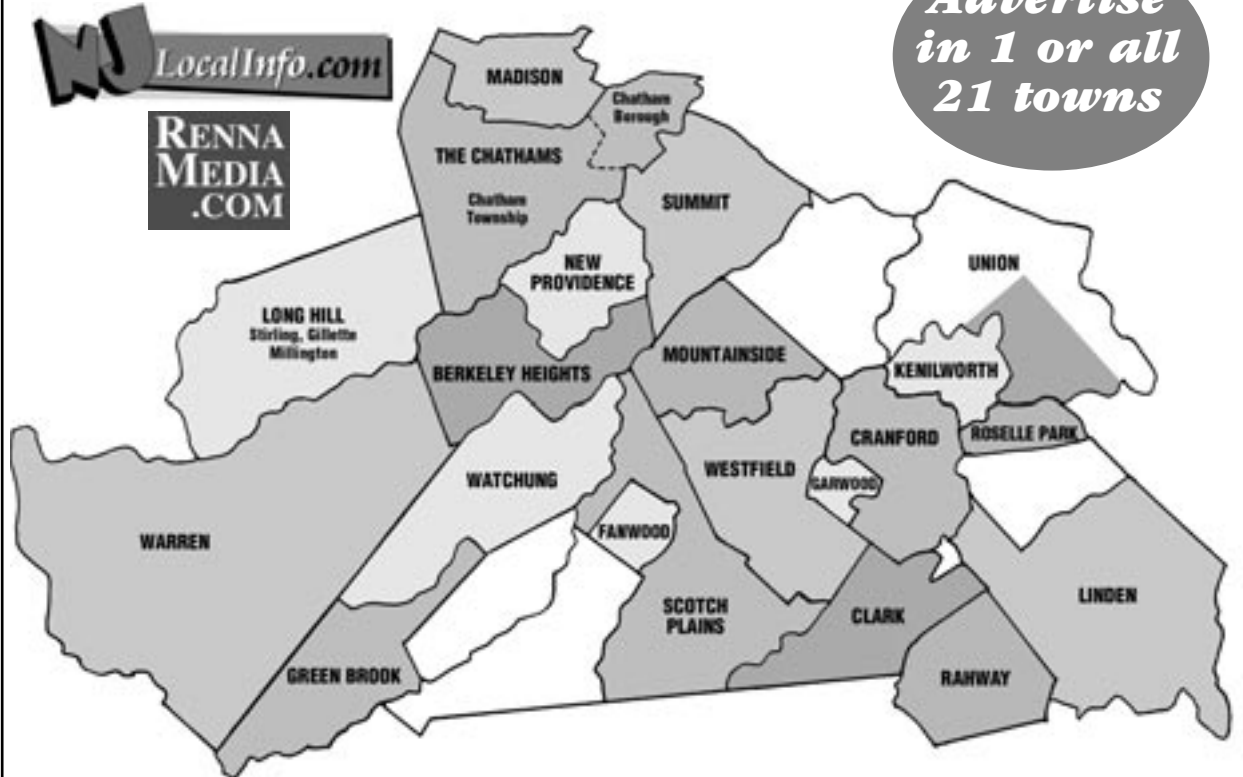 NJ LocalInfo.com
RENNA
MEDIA
.COM
Advertise
in 1 or all
21 towns
MADISON
Chatham
Borough
THE CHATHAMS
Chatham
Township
SUMMIT
NEW
PROVIDENCE
UNION
LONG HILL
Stirling, Gillette
Millington
BERKELEY HEIGHTS
MOUNTAINSIDE
KENILWORTH
CRANFORD
ROSELLE PARK
WATCHUNG
WESTFIELD
GARWOOD
WARREN
FANWOOD
SCOTCH
PLAINS
CLARK
LINDEN
GREEN BROOK
RAHWAY